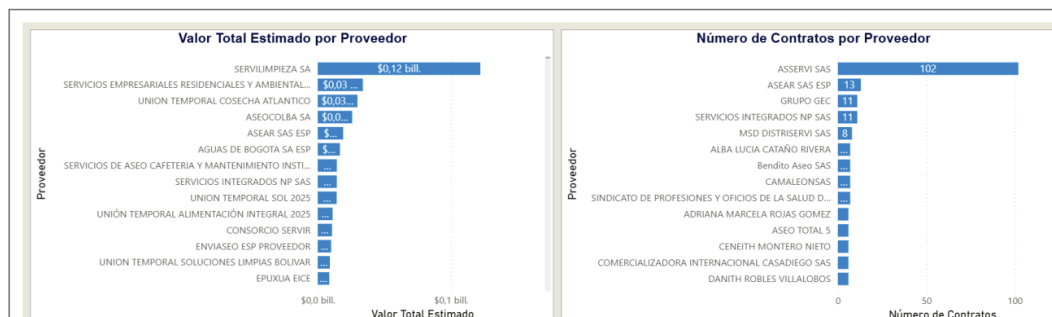 Valor Total Estimado por Proveedor
Proveedor
SERVILIMPIEZA SA
$0,12 bill.
SERVICIOS EMPRESARIALES RESIDENCIALES Y AMBIENTAL...
$0,03 ...
UNION TEMPORAL COSECHA ATLANTICO
$0,03...
ASEOCOLBA SA
$0,0...
ASEAR SAS ESP
$...
AGUAS DE BOGOTA SA ESP
$...
SERVICIOS DE ASEO CAFETERIA Y MANTENIMIENTO INSTI...
...
SERVICIOS INTEGRADOS NP SAS
...
UNION TEMPORAL SOL 2025
...
UNIÓN TEMPORAL ALIMENTACIÓN INTEGRAL 2025
...
CONSORCIO SERVIR
...
ENVIASEO ESP PROVEEDOR
...
UNION TEMPORAL SOLUCIONES LIMPIAS BOLIVAR
...
EPUXUA EICE
...
$0,0 bill.
$0,1 bill.
Valor Total Estimado
Número de Contratos por Proveedor
Proveedor
ASSERVI SAS
102
ASEAR SAS ESP
13
GRUPO GEC
11
SERVICIOS INTEGRADOS NP SAS
11
MSD DISTRISERVI SAS
8
ALBA LUCIA CATAÑO RIVERA
...
Bendito Aseo SAS
...
CAMALEONSAS
...
SINDICATO DE PROFESIONES Y OFICIOS DE LA SALUD D...
...
ADRIANA MARCELA ROJAS GOMEZ
ASEO TOTAL 5
CENEITH MONTERO NIETO
COMERCIALIZADORA INTERNACIONAL CASADIEGO SAS
DANITH ROBLES VILLALOBOS
0
50
100
Número de Contratos